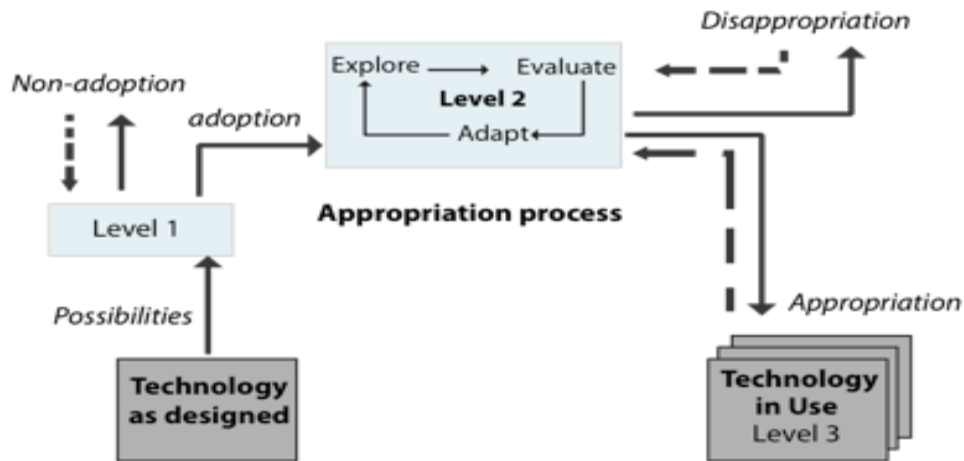 Disappropriation
Explore
Evaluate
Non-adoption
Level 2
adoption
Adapt
Appropriation process
Level 1
Possibilities
Appropriation
Technology
as designed
Technology
in Use
Level 3